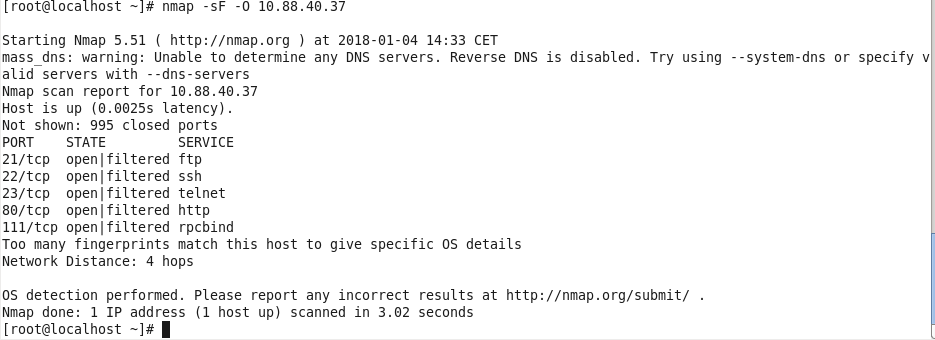 [root@localhost ~]# nmap -sF -O 10.88.40.37
Starting Nmap 5.51 ( http://nmap.org ) at 2018-01-04 14:33 CET
mass_dns: warning: Unable to determine any DNS servers. Reverse DNS is disabled. Try using --system-dns or specify v
alid servers with --dns-servers
Nmap scan report for 10.88.40.37
Host is up (0.0025s latency).
Not shown: 995 closed ports
PORT    STATE         SERVICE
21/tcp  open|filtered ftp
22/tcp  open|filtered ssh
23/tcp  open|filtered telnet
80/tcp  open|filtered http
111/tcp open|filtered rpcbind
Too many fingerprints match this host to give specific OS details
Network Distance: 4 hops
OS detection performed. Please report any incorrect results at http://nmap.org/submit/ .
Nmap done: 1 IP address (1 host up) scanned in 3.02 seconds
[root@localhost ~]#